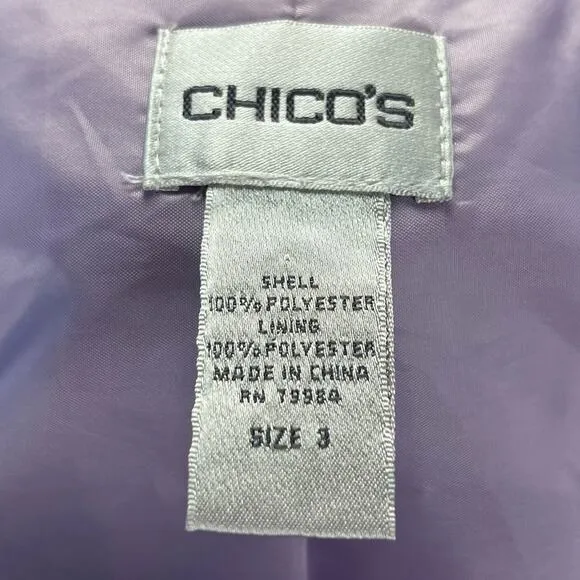 CHICO'S
SHELL
100% POLYESTER
LINING
100% POLYESTER
MADE IN CHINA
RN 79984
SIZE 3